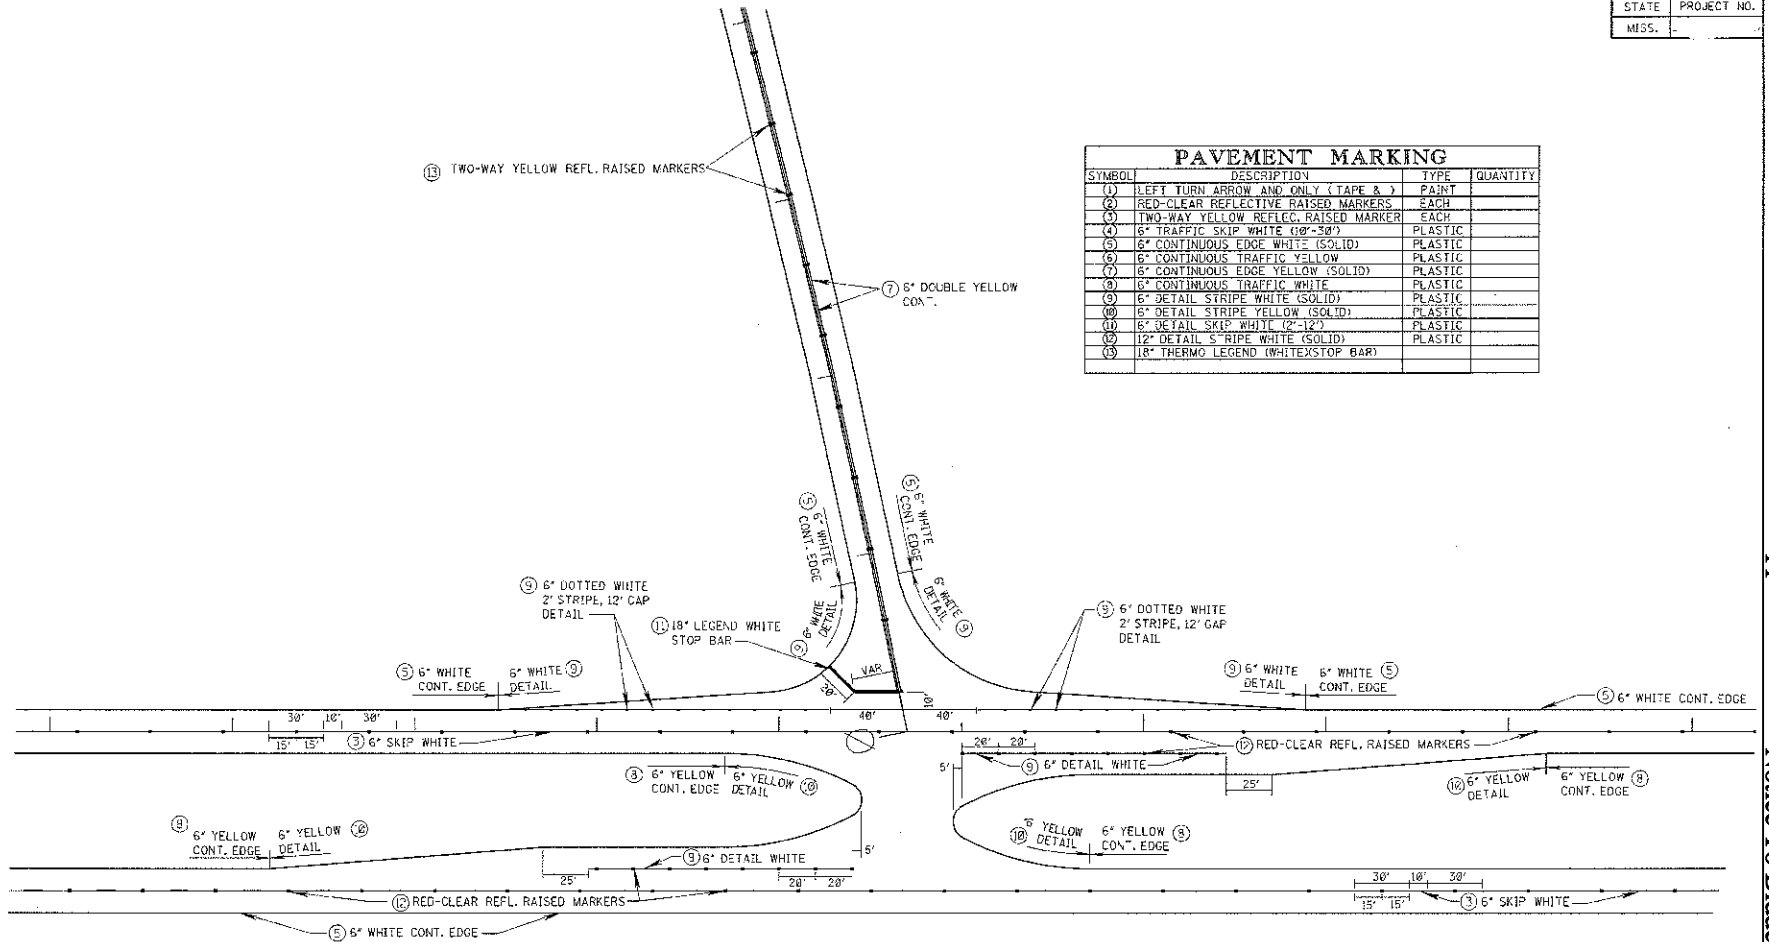 STATE PROJECT NO.
MISS. -
PAVEMENT MARKING
SYMBOL DESCRIPTION TYPE QUANTITY
1 LEFT TURN ARROW AND ONLY (TAPE & ) PAINT
2 RED-CLEAR REFLECTIVE RAISED MARKERS EACH
3 TWO-WAY YELLOW REFLEC. RAISED MARKER EACH
4 6" TRAFFIC SKIP WHITE (10'-30') PLASTIC
5 6" CONTINUOUS EDGE WHITE (SOLID) PLASTIC
6 6" CONTINUOUS TRAFFIC YELLOW PLASTIC
7 6" CONTINUOUS EDGE YELLOW (SOLID) PLASTIC
8 6" CONTINUOUS TRAFFIC WHITE PLASTIC
9 6" DETAIL STRIPE WHITE (SOLID) PLASTIC
10 6" DETAIL STRIPE YELLOW (SOLID) PLASTIC
11 6" DETAIL SKIP WHITE (2'-12') PLASTIC
12 12" DETAIL STRIPE WHITE (SOLID) PLASTIC
13 18" THERMO LEGEND (WHITE)(STOP BAR)
13 TWO-WAY YELLOW REFL. RAISED MARKERS
7 6" DOUBLE YELLOW
CONT.
5 6" WHITE
CONT. EDGE
5 6" WHITE
CONT. EDGE
9 6" WHITE
DETAIL
6" WHITE 9
DETAIL
9 6" DOTTED WHITE
2' STRIPE, 12' GAP
DETAIL
11 18" LEGEND WHITE
STOP BAR
9 6" DOTTED WHITE
2' STRIPE, 12' GAP
DETAIL
VAR
20'
10'
5 6" WHITE
CONT. EDGE
6" WHITE 9
DETAIL
9 6" WHITE
DETAIL
6" WHITE 5
CONT. EDGE
5 6" WHITE CONT. EDGE
30' 10' 30'
40' 40'
15' 15'
3 6" SKIP WHITE
20' 20'
12 RED-CLEAR REFL. RAISED MARKERS
9 6" DETAIL WHITE
5'
25'
8 6" YELLOW
CONT. EDGE
6" YELLOW 10
DETAIL
10 6" YELLOW
DETAIL
6" YELLOW 8
CONT. EDGE
8 6" YELLOW
CONT. EDGE
6" YELLOW 10
DETAIL
10 6 YELLOW
DETAIL
6" YELLOW 8
CONT. EDGE
5'
9 6" DETAIL WHITE
25'
20' 20'
30' 10' 30'
15' 15'
12 RED-CLEAR REFL. RAISED MARKERS
3 6" SKIP WHITE
5 6" WHITE CONT. EDGE